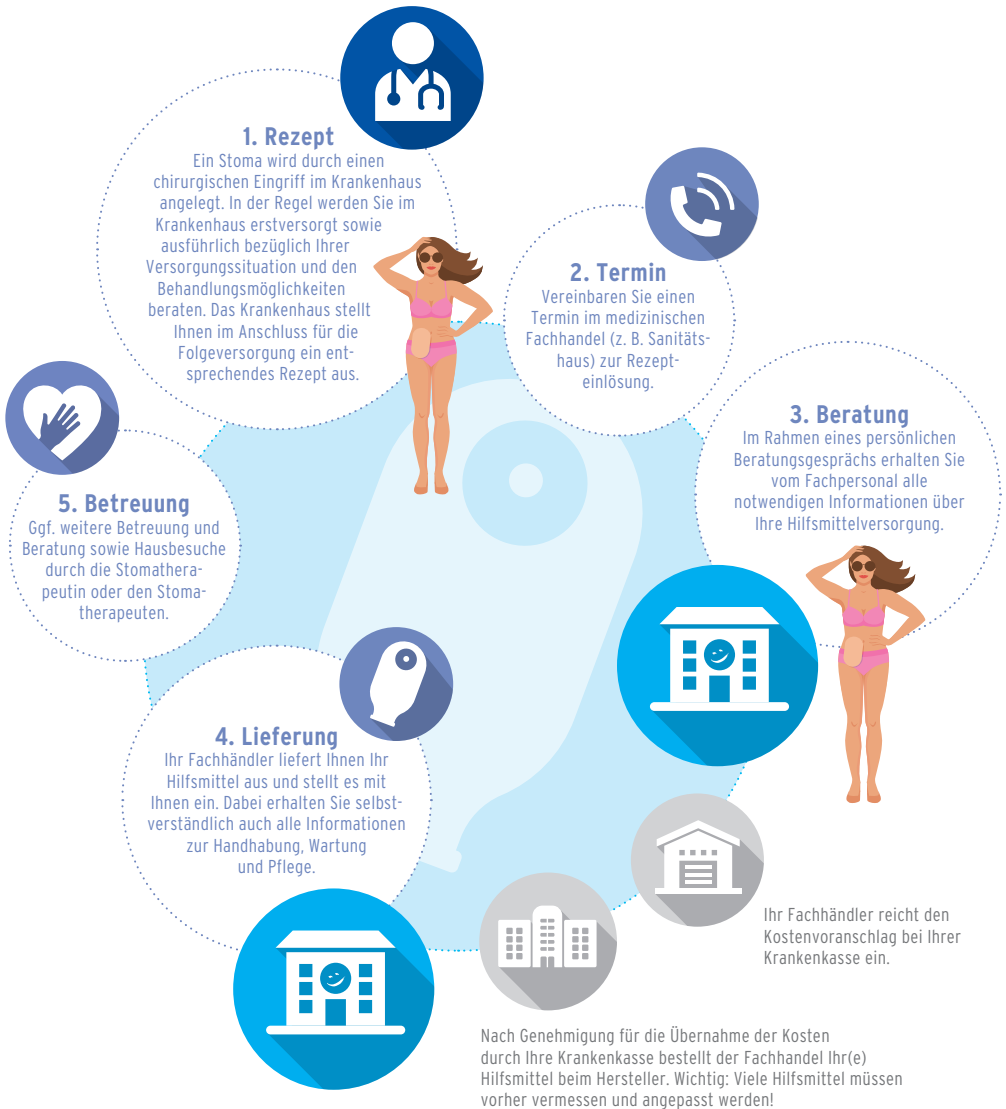 1. Rezept
Ein Stoma wird durch einen
chirurgischen Eingriff im Krankenhaus
angelegt. In der Regel werden Sie im
Krankenhaus erstversorgt sowie
ausführlich bezüglich Ihrer
Versorgungssituation und den
Behandlungsmöglichkeiten
beraten. Das Krankenhaus stellt
Ihnen im Anschluss für die
Folgeversorgung ein ent-
sprechendes Rezept aus.
2. Termin
Vereinbaren Sie einen
Termin im medizinischen
Fachhandel (z. B. Sanitäts-
haus) zur Rezept-
einlösung.
3. Beratung
Im Rahmen eines persönlichen
Beratungsgesprächs erhalten Sie
vom Fachpersonal alle
notwendigen Informationen über
Ihre Hilfsmittelversorgung.
Ihr Fachhändler reicht den
Kostenvoranschlag bei Ihrer
Krankenkasse ein.
Nach Genehmigung für die Übernahme der Kosten
durch Ihre Krankenkasse bestellt der Fachhandel Ihr(e)
Hilfsmittel beim Hersteller. Wichtig: Viele Hilfsmittel müssen
vorher vermessen und angepasst werden!
4. Lieferung
Ihr Fachhändler liefert Ihnen Ihr
Hilfsmittel aus und stellt es mit
Ihnen ein. Dabei erhalten Sie selbst-
verständlich auch alle Informationen
zur Handhabung, Wartung
und Pflege.
5. Betreuung
Ggf. weitere Betreuung und
Beratung sowie Hausbesuche
durch die Stomathera-
peutin oder den Stoma-
therapeuten.